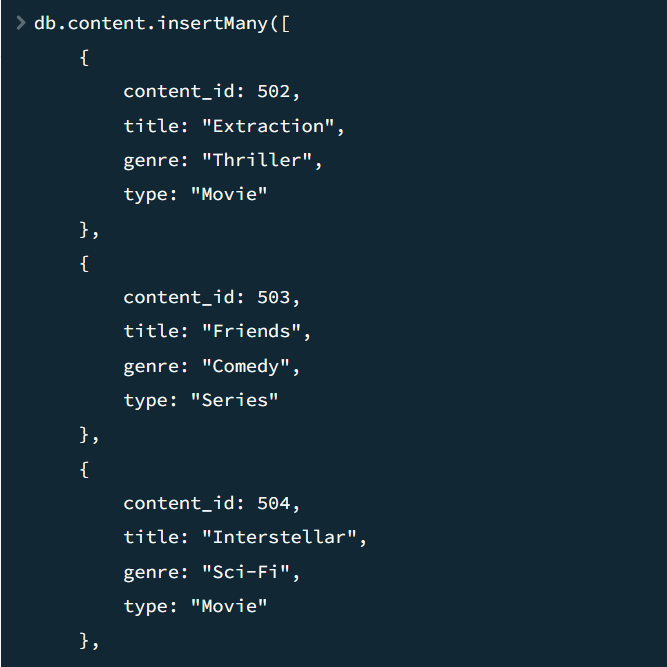 db.content.insertMany([
{
content_id: 502,
title: "Extraction",
genre: "Thriller",
type: "Movie"
},
{
content_id: 503,
title: "Friends",
genre: "Comedy",
type: "Series"
},
{
content_id: 504,
title: "Interstellar",
genre: "Sci-Fi",
type: "Movie"
},